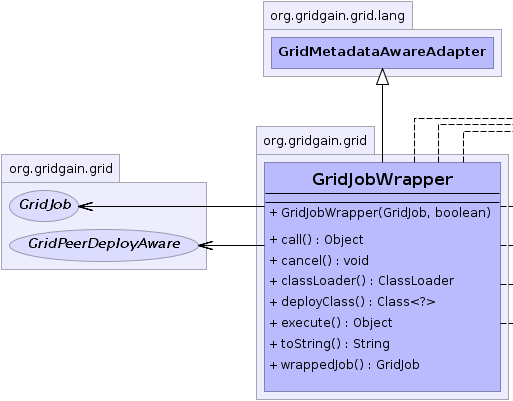 org.gridgain.grid.lang
GridMetadataAwareAdapter
org.gridgain.grid
org.gridgain.grid
GridJob
GridPeerDeployAware
GridJobWrapper
+ GridJobWrapper(GridJob, boolean)
+ call() : Object
+ cancel() : void
+ classLoader() : ClassLoader
+ deployClass() : Class<?>
+ execute() : Object
+ toString() : String
+ wrappedJob() : GridJob